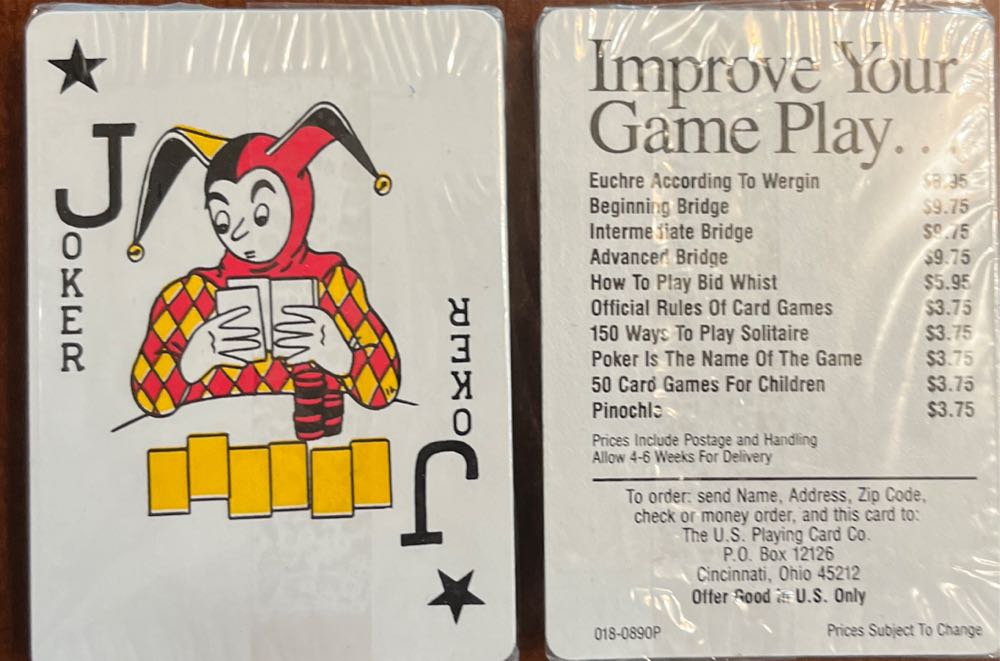 JOKER
JOKER
Improve Your
Game Play...
Euchre According To Wergin $8.95
Beginning Bridge $9.75
Intermediate Bridge $9.75
Advanced Bridge $9.75
How To Play Bid Whist $5.95
Official Rules Of Card Games $3.75
150 Ways To Play Solitaire $3.75
Poker Is The Name Of The Game $3.75
50 Card Games For Children $3.75
Pinochle $3.75
Prices Include Postage and Handling
Allow 4-6 Weeks For Delivery
To order: send Name, Address, Zip Code,
check or money order, and this card to:
The U.S. Playing Card Co.
P.O. Box 12126
Cincinnati, Ohio 45212
Offer Good in U.S. Only
018-0890P Prices Subject To Change